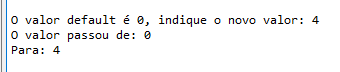 O valor default é 0, indique o novo valor: 4
O valor passou de: 0
Para: 4